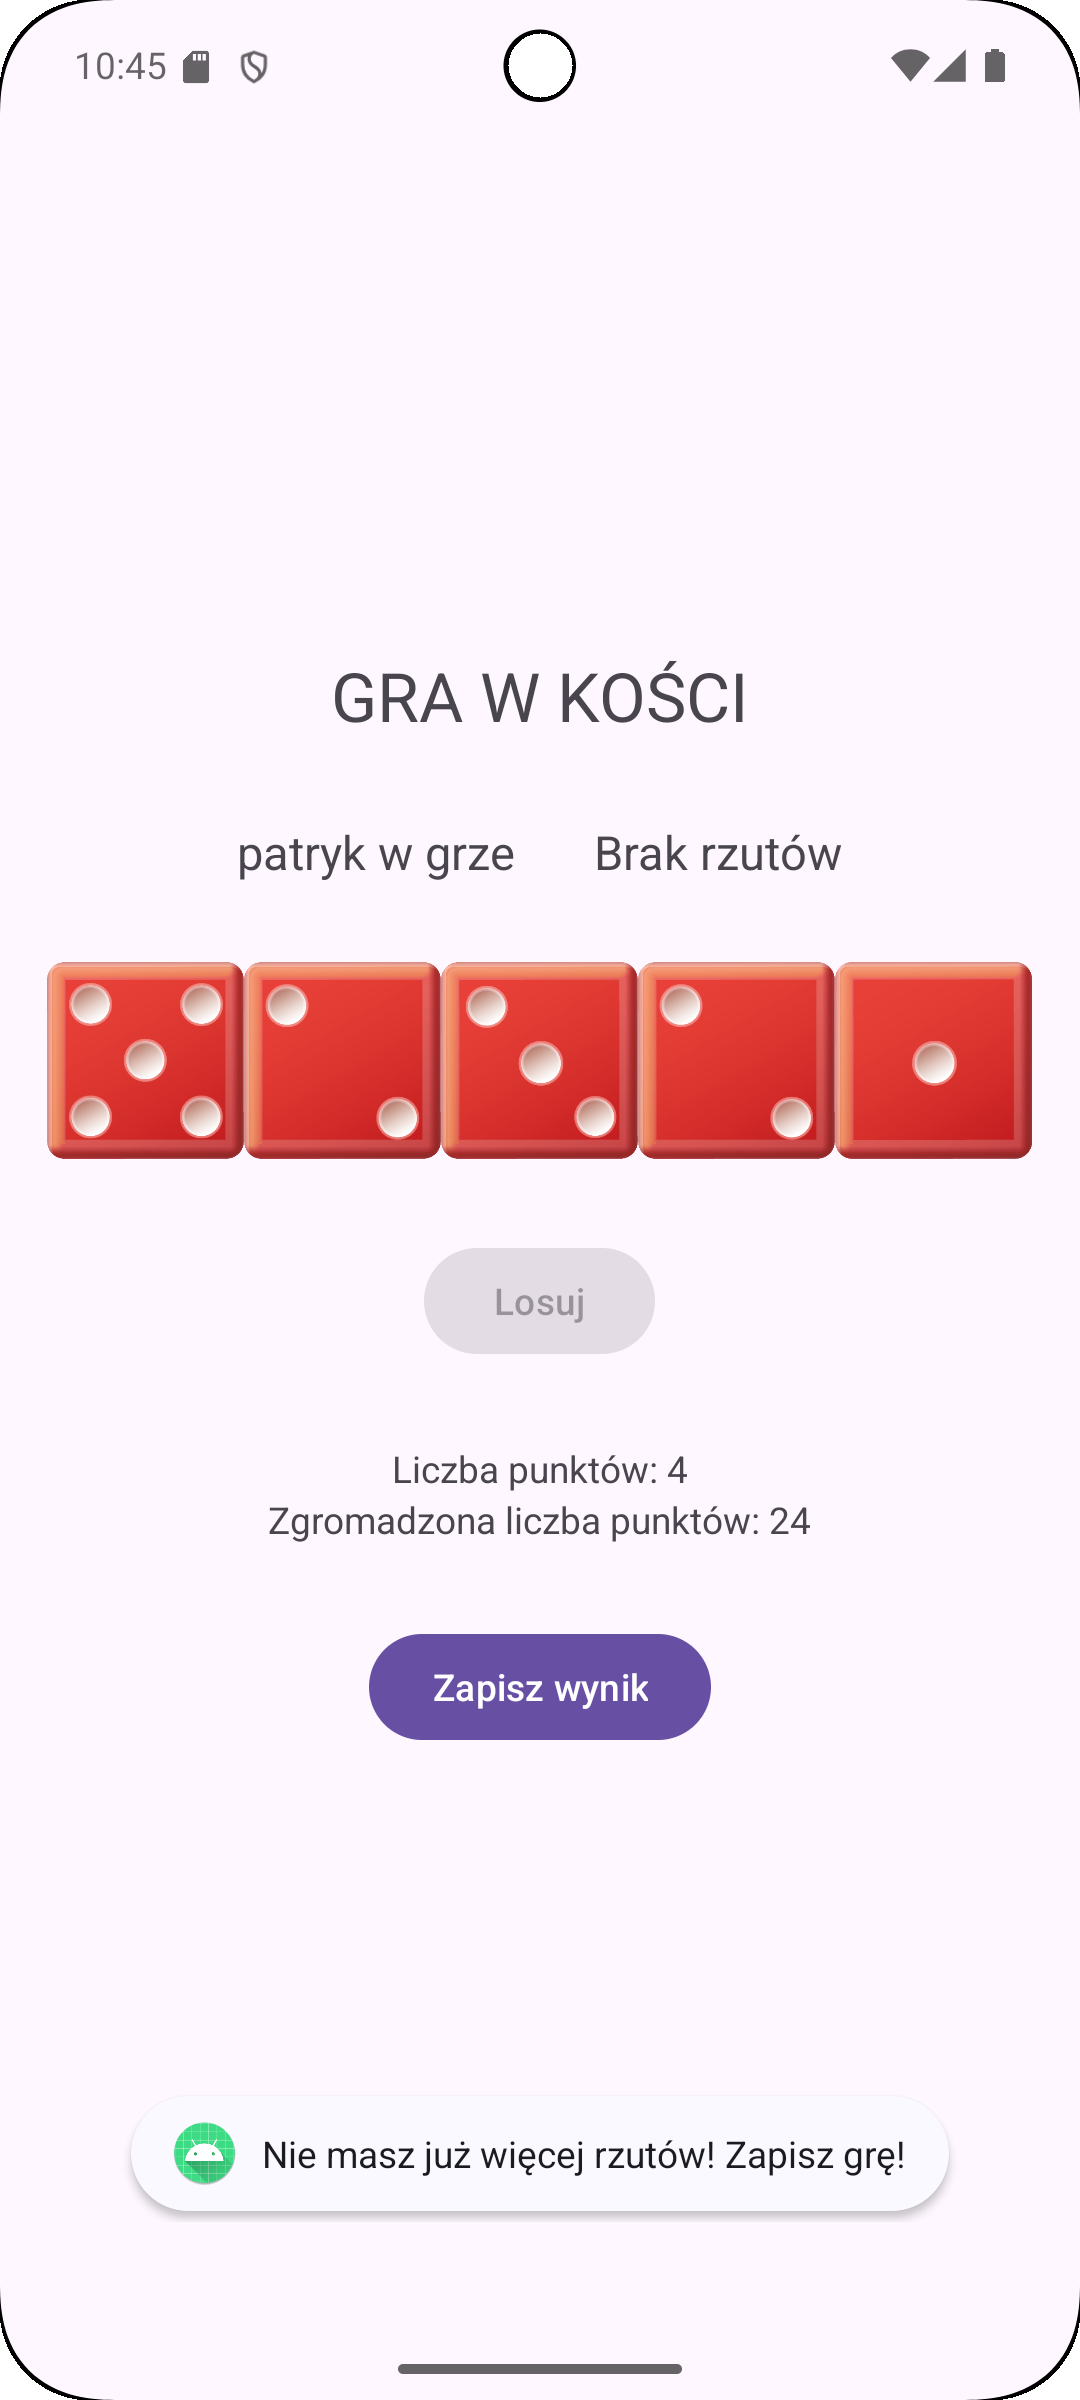 10:45
GRA W KOŚCI
patryk w grze Brak rzutów
Losuj
Liczba punktów: 4
Zgromadzona liczba punktów: 24
Zapisz wynik
Nie masz już więcej rzutów! Zapisz grę!